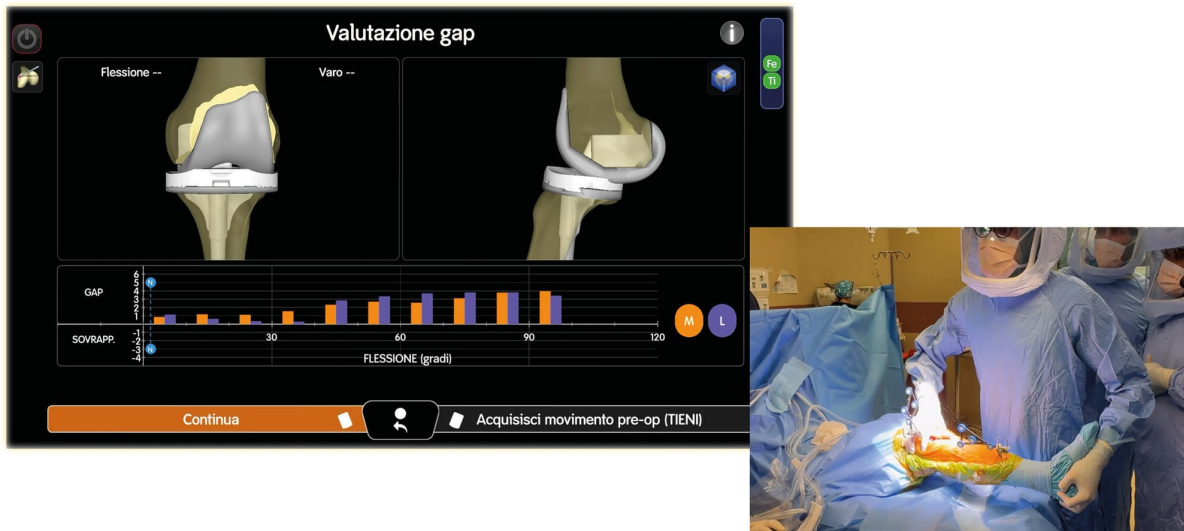 Valutazione gap
i
Fe
Ti
Flessione --
Varo --
GAP
SOVRAPP.
6
5
4
3
2
1
-1
-2
-3
-4
N
N
30
60
90
120
FLESSIONE (gradi)
M
L
Continua
Acquisisci movimento pre-op (TIENI)